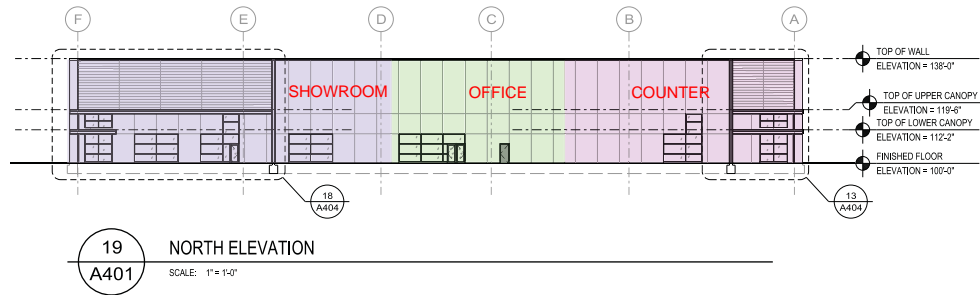 F E D C B A
TOP OF WALL
ELEVATION = 138'-0"
SHOWROOM OFFICE COUNTER
TOP OF UPPER CANOPY
ELEVATION = 119'-6"
TOP OF LOWER CANOPY
ELEVATION = 112'-2"
FINISHED FLOOR
ELEVATION = 100'-0"
18
A404
13
A404
19
A401
NORTH ELEVATION
SCALE: 1" = 1'-0"